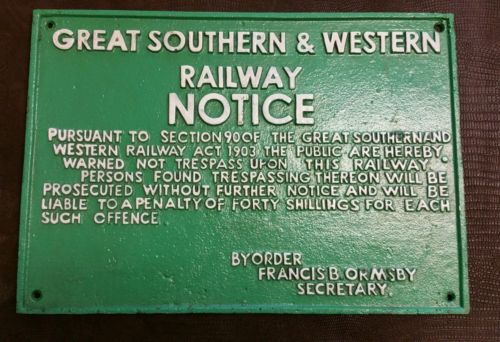 GREAT SOUTHERN & WESTERN
RAILWAY
NOTICE
PURSUANT TO SECTION 90 OF THE GREAT SOUTHERN AND
WESTERN RAILWAY ACT 1903 THE PUBLIC ARE HEREBY
WARNED NOT TRESPASS UPON THIS RAILWAY
PERSONS FOUND TRESPASSING THEREON WILL BE
PROSECUTED WITHOUT FURTHER NOTICE AND WILL BE
LIABLE TO A PENALTY OF FORTY SHILLINGS FOR EACH
SUCH OFFENCE
BY ORDER
FRANCIS B. ORMSBY
SECRETARY.